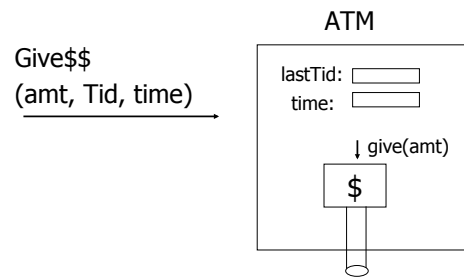 ATM
Give$$
(amt, Tid, time)
lastTid:
time:
give(amt)
$